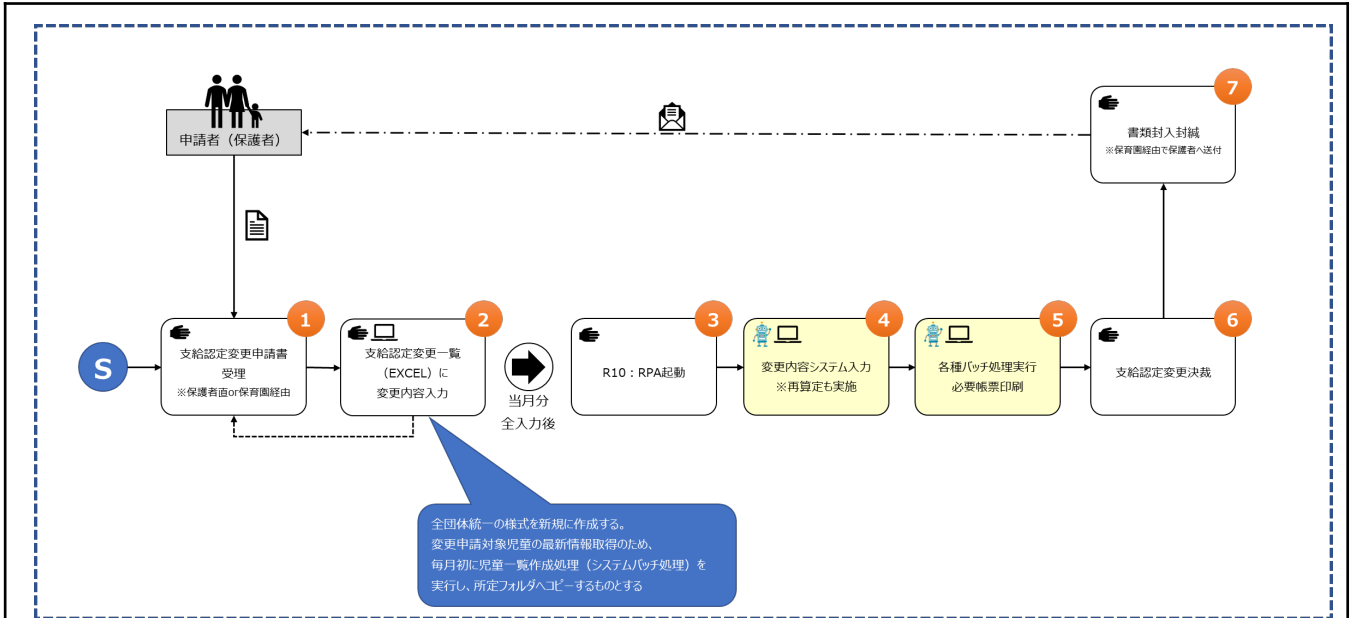 申請者（保護者）
7
書類封入封緘
※保育園経由で保護者へ送付
S
1
支給認定変更申請書
受理
※保護者直or保育園経由
2
支給認定変更一覧
（EXCEL）に
変更内容入力
当月分
全入力後
3
R10：RPA起動
4
変更内容システム入力
※再算定も実施
5
各種バッチ処理実行
必要帳票印刷
6
支給認定変更決裁
全団体統一の様式を新規に作成する。
変更申請対象児童の最新情報取得のため、
毎月初に児童一覧作成処理（システムバッチ処理）を
実行し、所定フォルダへコピーするものとする